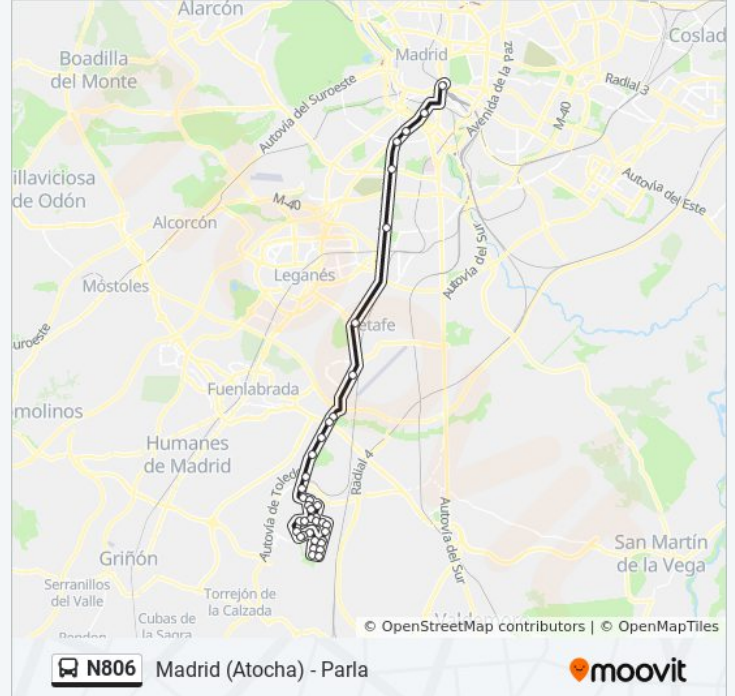 Alarcón
Madrid
Coslad
Boadilla
del Monte
Radial 3
Avenida de la Paz
Autovía del Suroeste
M-40
illaviciosa
de Odón
Autovía del Este
M-40
Alcorcón
Autovía del Sur
Leganés
Móstoles
etafe
uroeste
Fuenlabrada
omolinos
Humanes
de Madrid
Radial 4
Autovía de Toledo
Autovía del Sur
San Martín
de la Vega
Griñón
Serranillos
del Valle
Torrejón de
la Calzada
Cubas de
la Sagra
© OpenStreetMap contributors | © OpenMapTiles
N806 Madrid (Atocha) - Parla
moovit